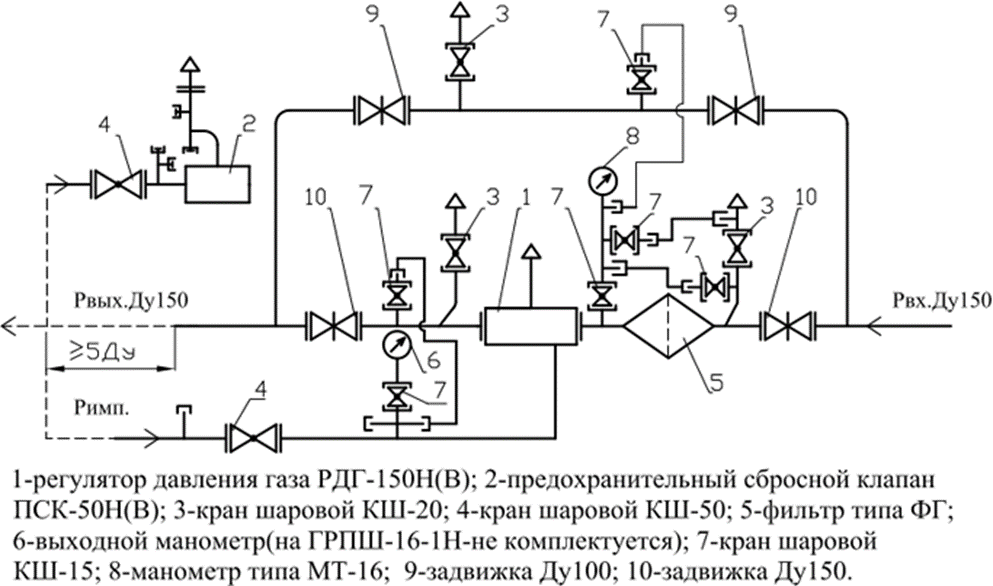 9 3 7 9
4 2 8
10 7 3 1 7 7 3 10
7
Рвых.Ду150 Рвх.Ду150
≥5Ду 6 5
7
Римп. 4
1-регулятор давления газа РДГ-150Н(В); 2-предохранительный сбросной клапан
ПСК-50Н(В); 3-кран шаровой КШ-20; 4-кран шаровой КШ-50; 5-фильтр типа ФГ;
6-выходной манометр(на ГРПШ-16-1Н-не комплектуется); 7-кран шаровой
КШ-15; 8-манометр типа МТ-16; 9-задвижка Ду100; 10-задвижка Ду150.